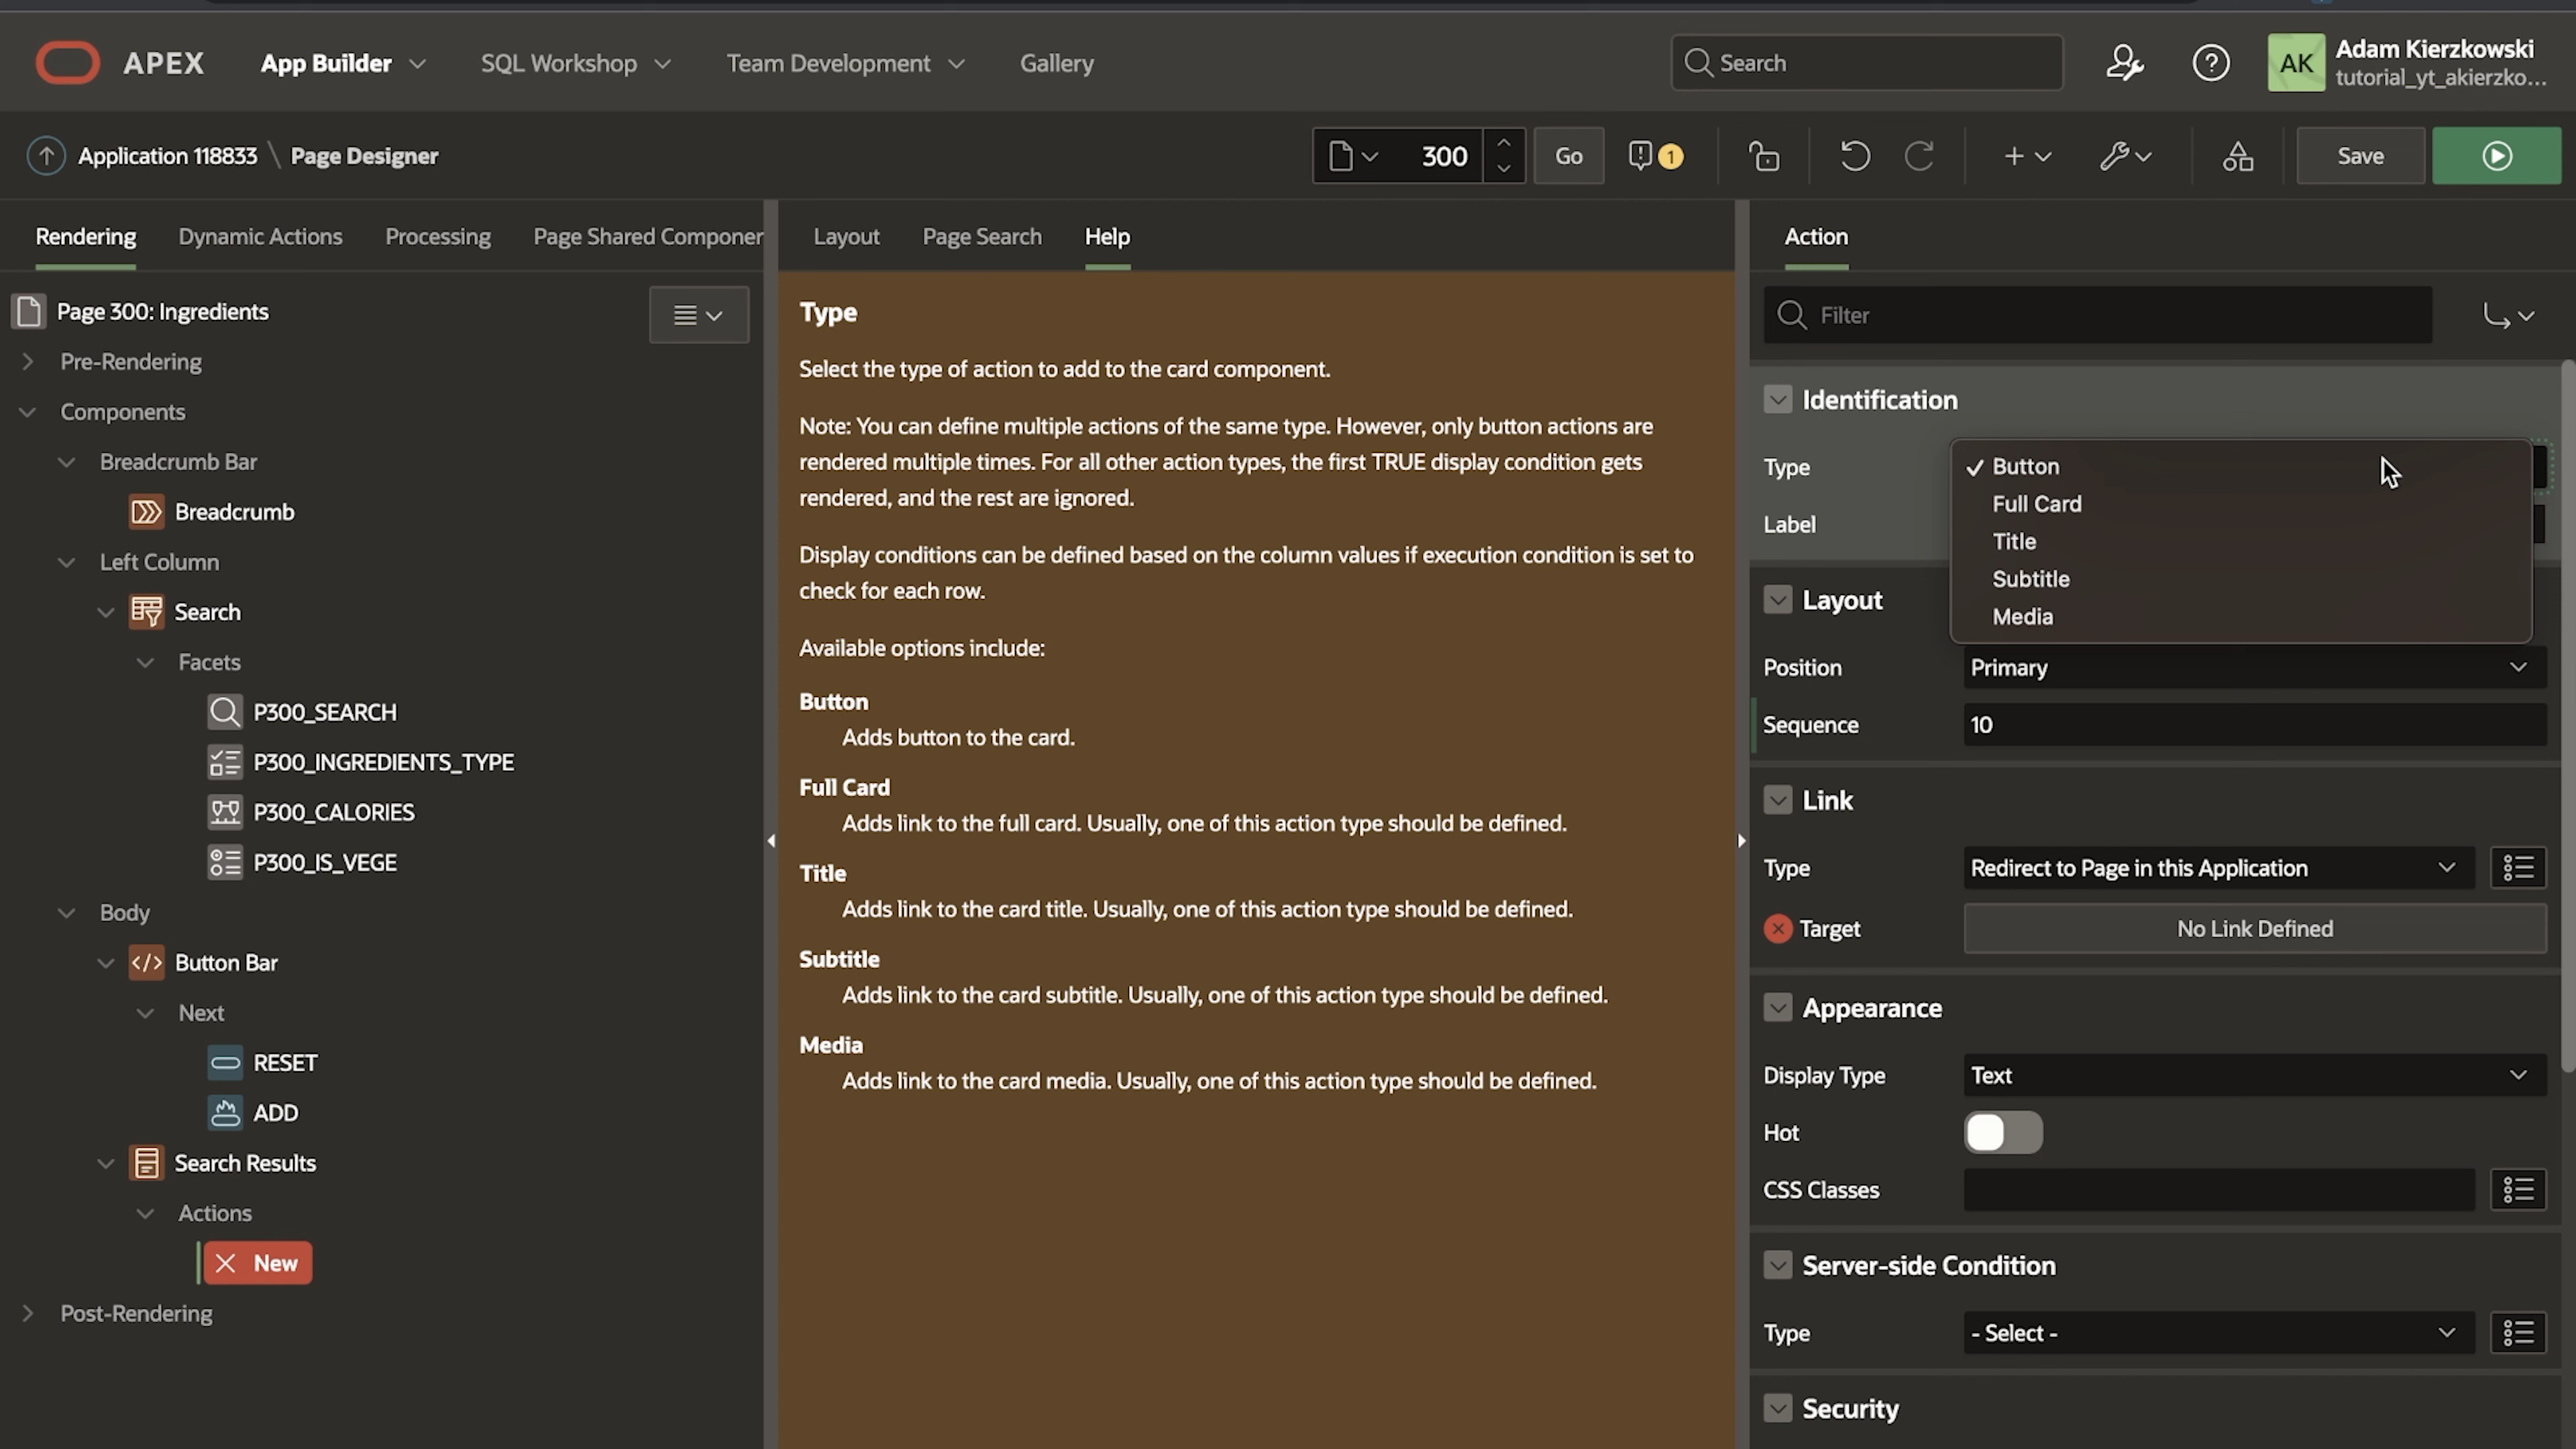 APEX
App Builder
SQL Workshop
Team Development
Gallery
Search
AK
Adam Kierzkowski
tutorial_yt_akierzko...
Application 118833 \ Page Designer
300
Go
1
Save
Rendering
Dynamic Actions
Processing
Page Shared Componen
Page 300: Ingredients
Pre-Rendering
Components
Breadcrumb Bar
Breadcrumb
Left Column
Search
Facets
P300_SEARCH
P300_INGREDIENTS_TYPE
P300_CALORIES
P300_IS_VEGE
Body
Button Bar
Next
RESET
ADD
Search Results
Actions
New
Post-Rendering
Layout
Page Search
Help
Type
Select the type of action to add to the card component.
Note: You can define multiple actions of the same type. However, only button actions are
rendered multiple times. For all other action types, the first TRUE display condition gets
rendered, and the rest are ignored.
Display conditions can be defined based on the column values if execution condition is set to
check for each row.
Available options include:
Button
Adds button to the card.
Full Card
Adds link to the full card. Usually, one of this action type should be defined.
Title
Adds link to the card title. Usually, one of this action type should be defined.
Subtitle
Adds link to the card subtitle. Usually, one of this action type should be defined.
Media
Adds link to the card media. Usually, one of this action type should be defined.
Action
Filter
Identification
Type
✓ Button
Full Card
Title
Subtitle
Media
Label
Layout
Position
Primary
Sequence
10
Link
Type
Redirect to Page in this Application
Target
No Link Defined
Appearance
Display Type
Text
Hot
CSS Classes
Server-side Condition
Type
- Select -
Security